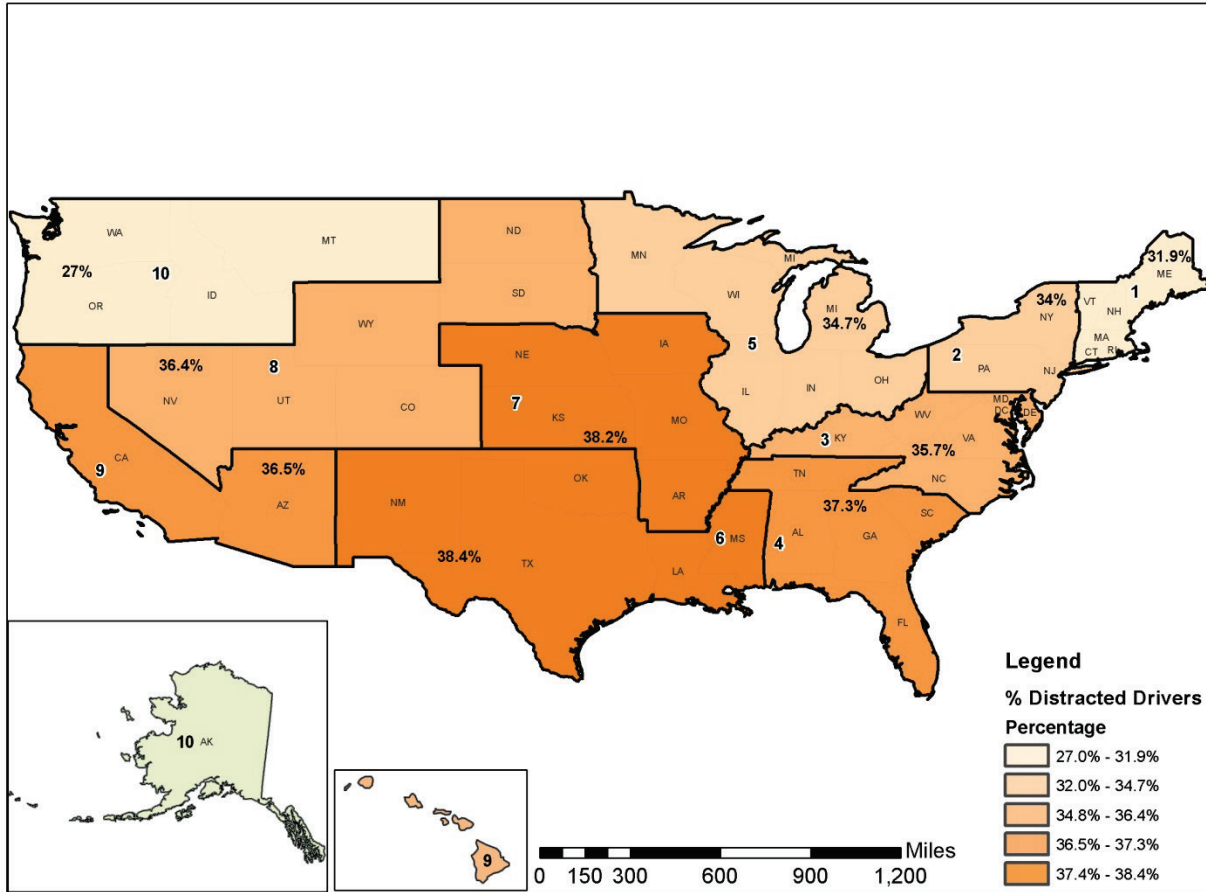 WA
MT
ND
MN
MI
ME
31.9%
27%
10
OR
ID
SD
WI
MI
34.7%
34%
NY
VT
NH
1
MA
CT
RI
WY
36.4%
8
NE
IA
5
2
PA
NJ
NV
UT
CO
7
KS
38.2%
MO
IL
IN
OH
MD
DC
DE
WV
VA
3
KY
35.7%
NC
CA
9
36.5%
AZ
NM
OK
AR
TN
37.3%
SC
38.4%
TX
LA
6
MS
4
AL
GA
FL
10
AK
9
Miles
0 150 300 600 900 1,200
Legend
% Distracted Drivers
Percentage
27.0% - 31.9%
32.0% - 34.7%
34.8% - 36.4%
36.5% - 37.3%
37.4% - 38.4%